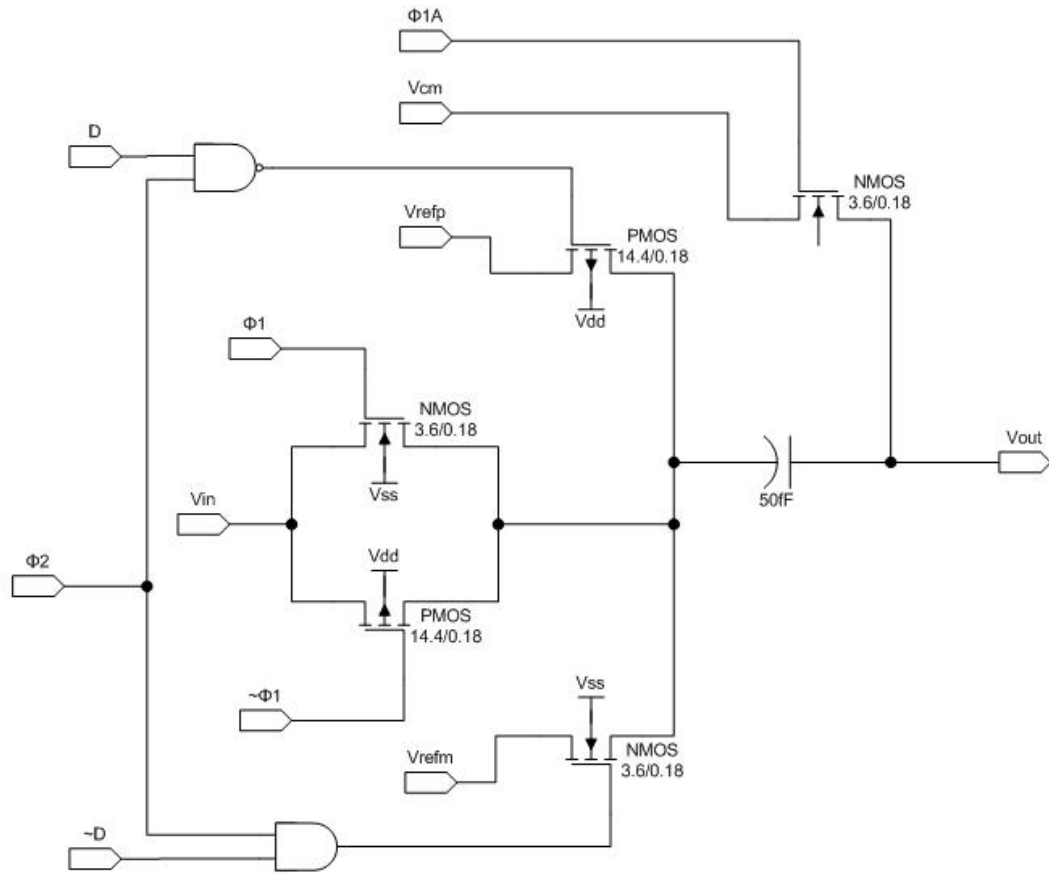 Φ1A
Vcm
D
NMOS
3.6/0.18
Vrefp
PMOS
14.4/0.18
Vdd
Φ1
NMOS
3.6/0.18
Vout
Vss
50fF
Vin
Vdd
Φ2
PMOS
14.4/0.18
~Φ1
Vss
Vrefm
NMOS
3.6/0.18
~D